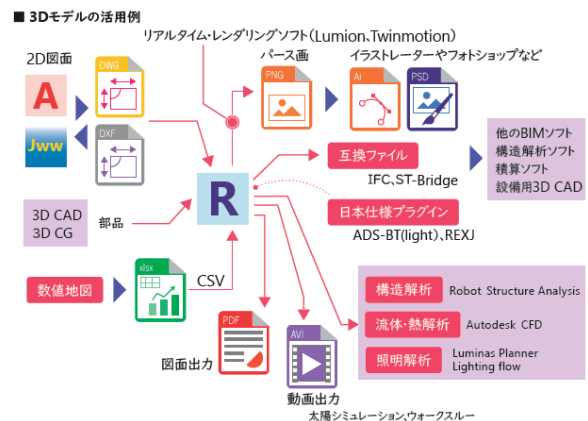 ■ 3Dモデルの活用例
リアルタイム・レンダリングソフト(Lumion、Twinmotion)
2D図面
パース画
イラストレーターやフォトショップなど
DWG
PNG
Ai
PSD
A
Jww
DXF
互換ファイル
IFC、ST-Bridge
他のBIMソフト
構造解析ソフト
積算ソフト
設備用3D CAD
R
日本仕様プラグイン
ADS-BT(light)、REXJ
3D CAD
3D CG
部品
数値地図
xlsx
CSV
構造解析
Robot Structure Analysis
流体・熱解析
Autodesk CFD
照明解析
Luminas Planner
Lighting flow
PDF
図面出力
AVI
動画出力
太陽シミュレーション、ウォークスルー